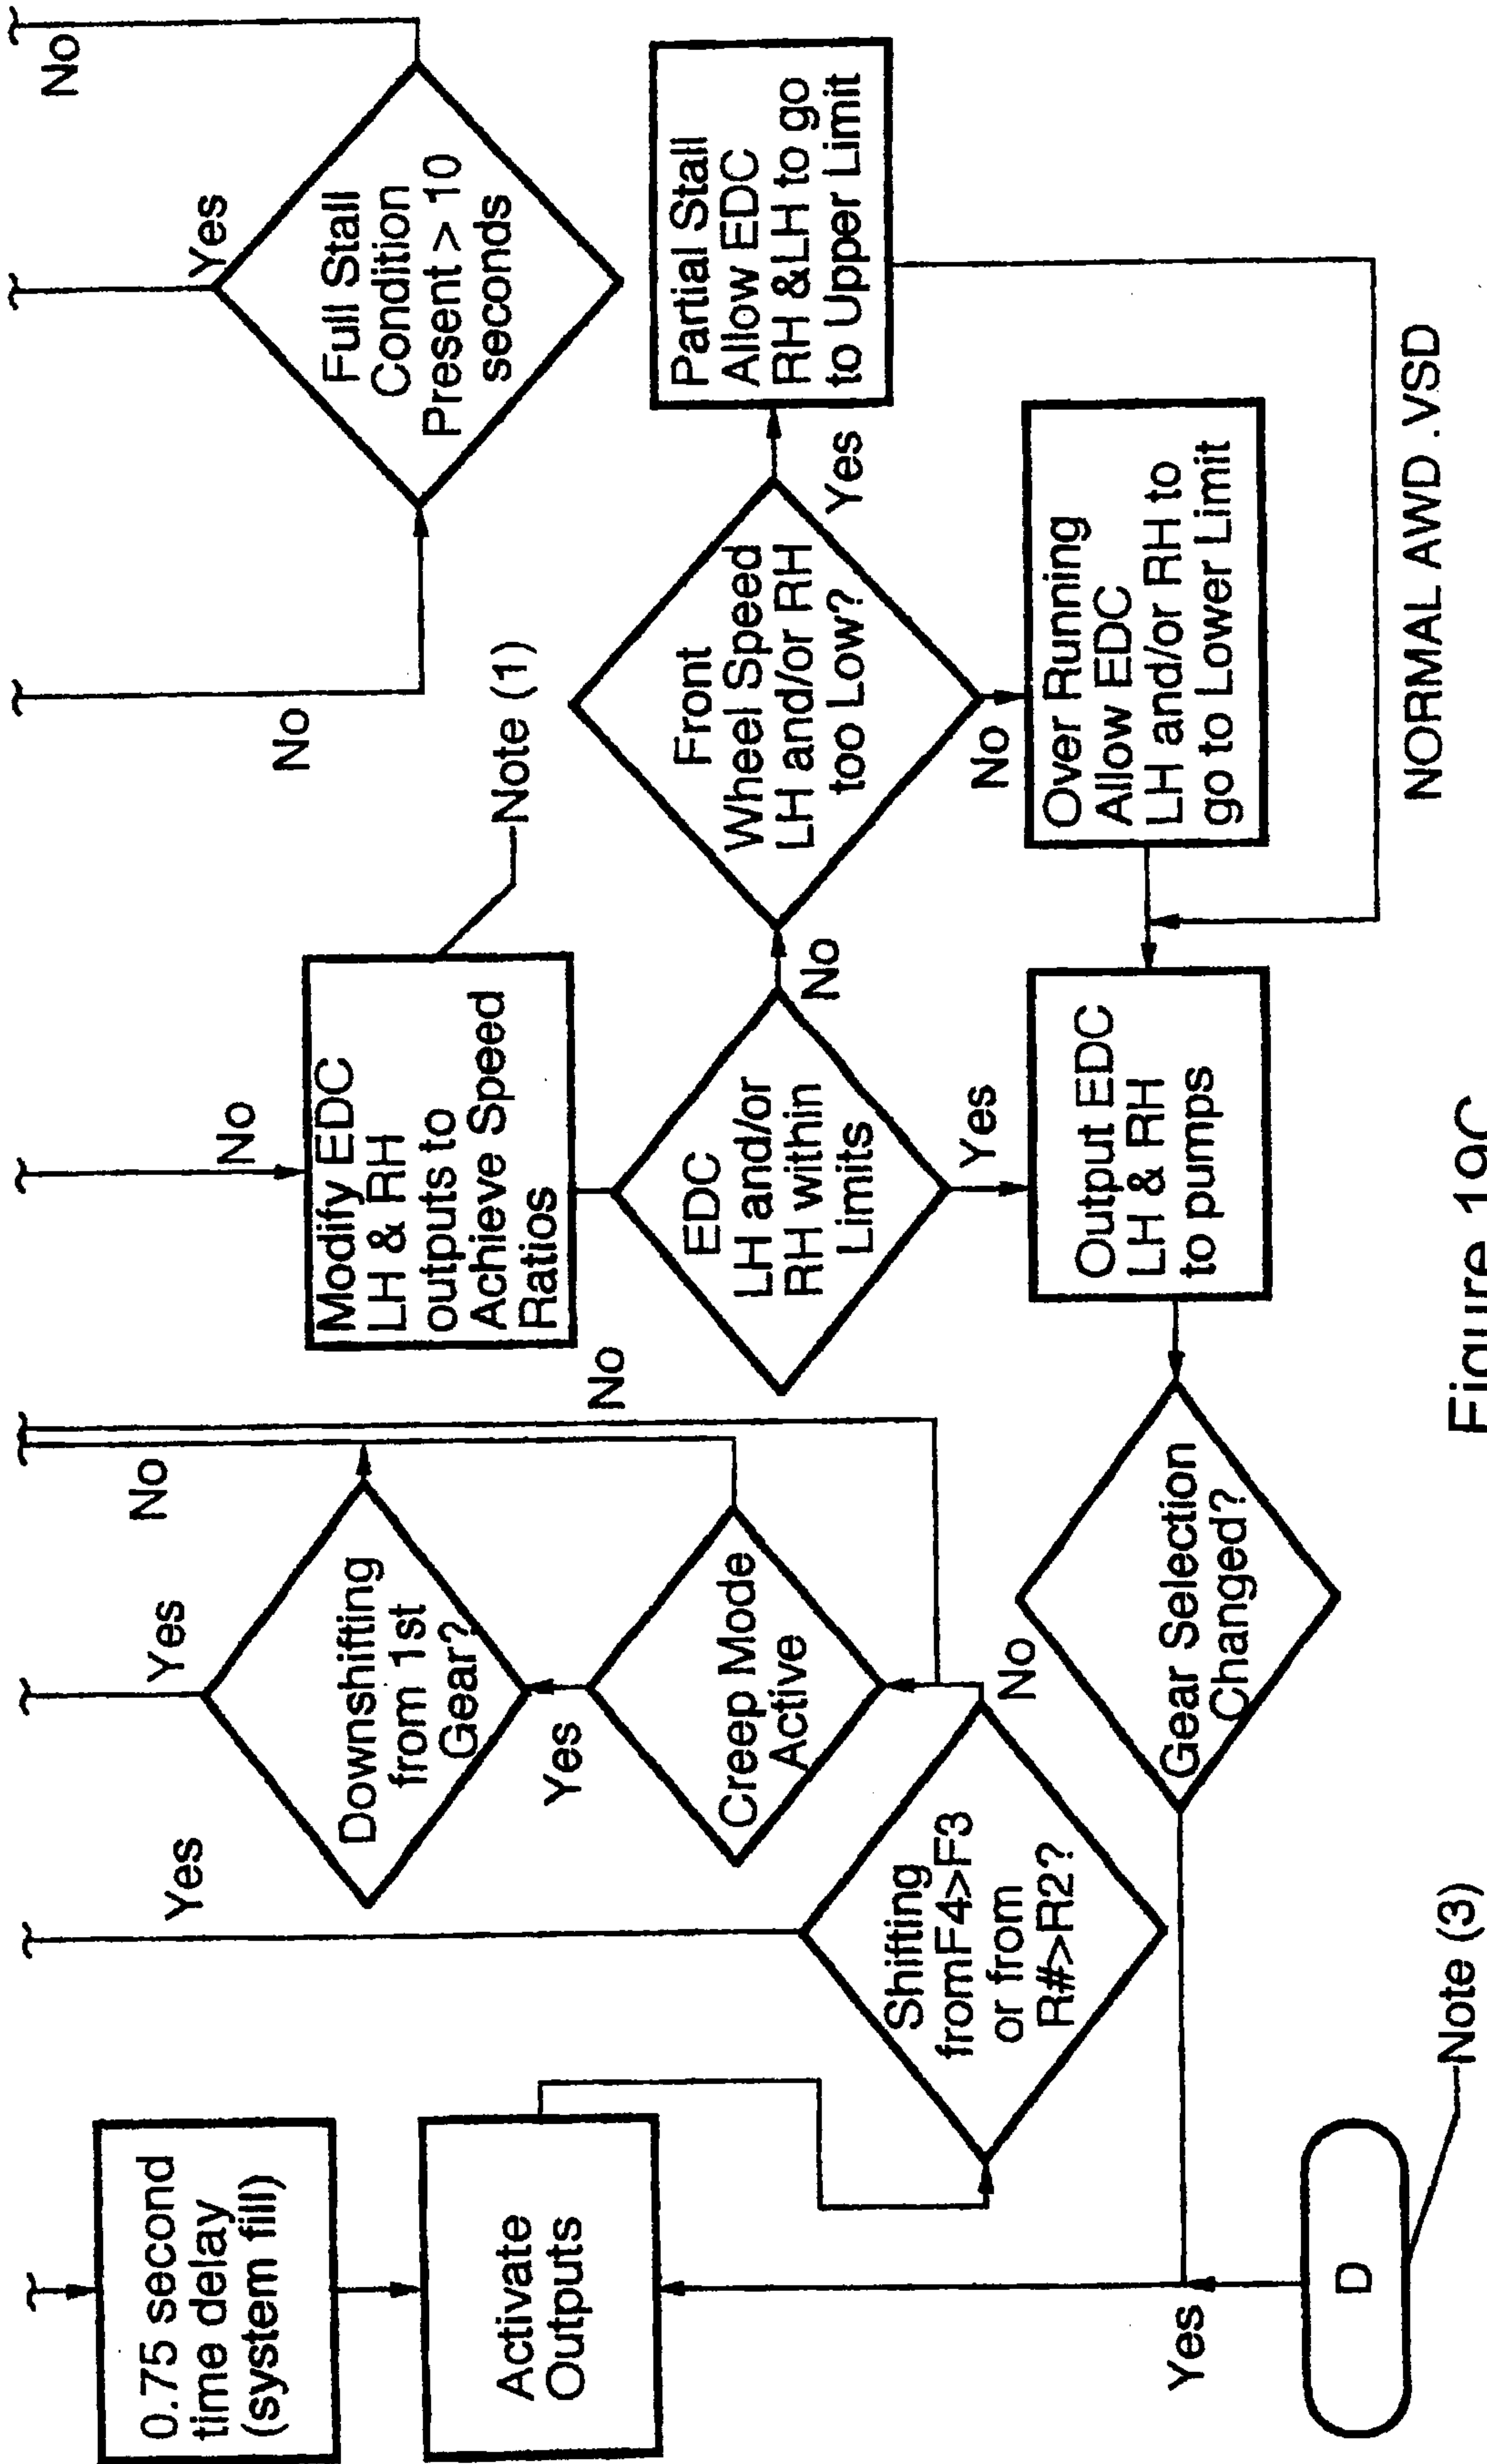 0.75 second
time delay
(system fill)
Activate
Outputs
D
Note (3)
Yes
Yes
Shifting
fromF4>F3
or from
R#>R2?
No
Yes
Downshifting
from 1st
Gear?
No
Yes
Creep Mode
Active
No
Gear Selection
Changed?
No
Modify EDC
LH & RH
outputs to
Achieve Speed
Ratios
Note (1)
EDC
LH and/or
RH within
Limits
No
Yes
Output EDC
LH & RH
to pumps
No
Front
Wheel Speed
LH and/or RH
too Low?
Yes
No
Over Running
Allow EDC
LH and/or RH to
go to Lower Limit
Yes
No
Full Stall
Condition
Present > 10
seconds
Partial Stall
Allow EDC
RH &LH to go
to Upper Limit
NORMAL AWD .VSD
Figure 19C